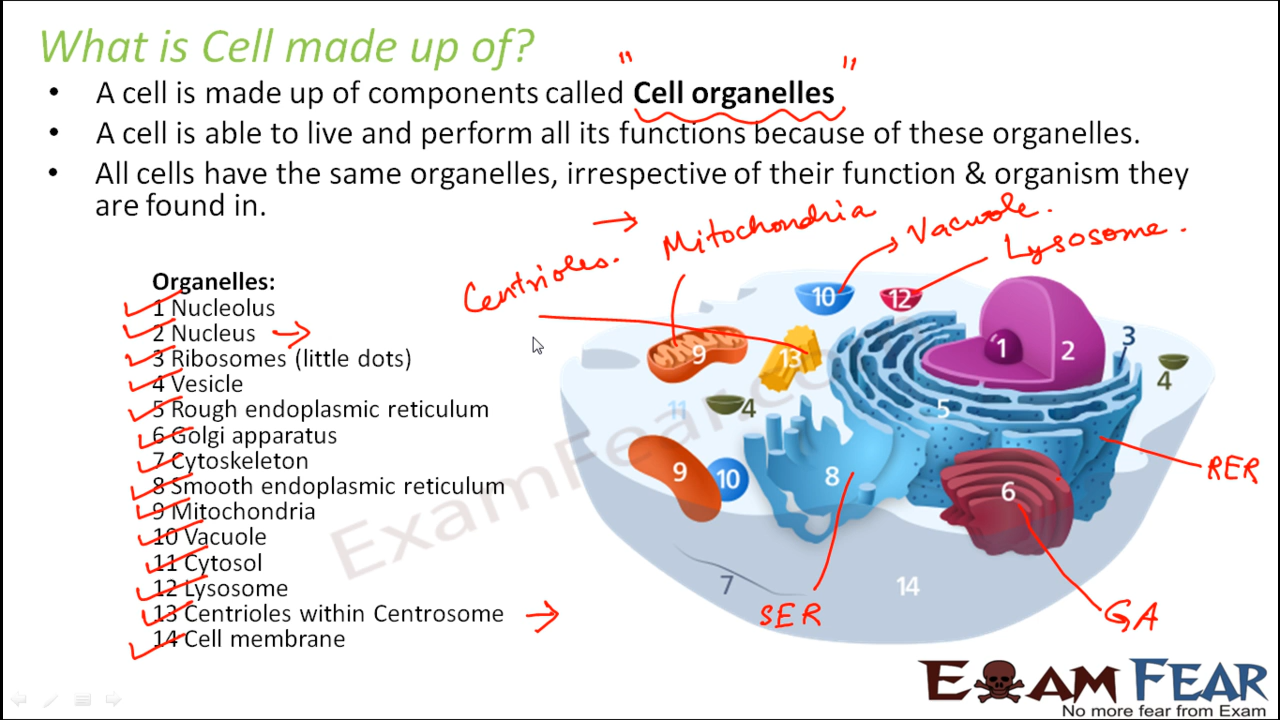 What is Cell made up of?
• A cell is made up of components called "Cell organelles"
• A cell is able to live and perform all its functions because of these organelles.
• All cells have the same organelles, irrespective of their function & organism they
are found in.
Organelles:
1 Nucleolus
2 Nucleus
3 Ribosomes (little dots)
4 Vesicle
5 Rough endoplasmic reticulum
6 Golgi apparatus
7 Cytoskeleton
8 Smooth endoplasmic reticulum
9 Mitochondria
10 Vacuole
11 Cytosol
12 Lysosome
13 Centrioles within Centrosome
14 Cell membrane
Centrioles.
Mitochondria
Vacuole.
Lysosome.
10
12
1
2
3
4
9
13
11
4
5
9
10
8
6
7
14
RER
SER
GA
ExamFear.com
EXAM FEAR
No more fear from Exam